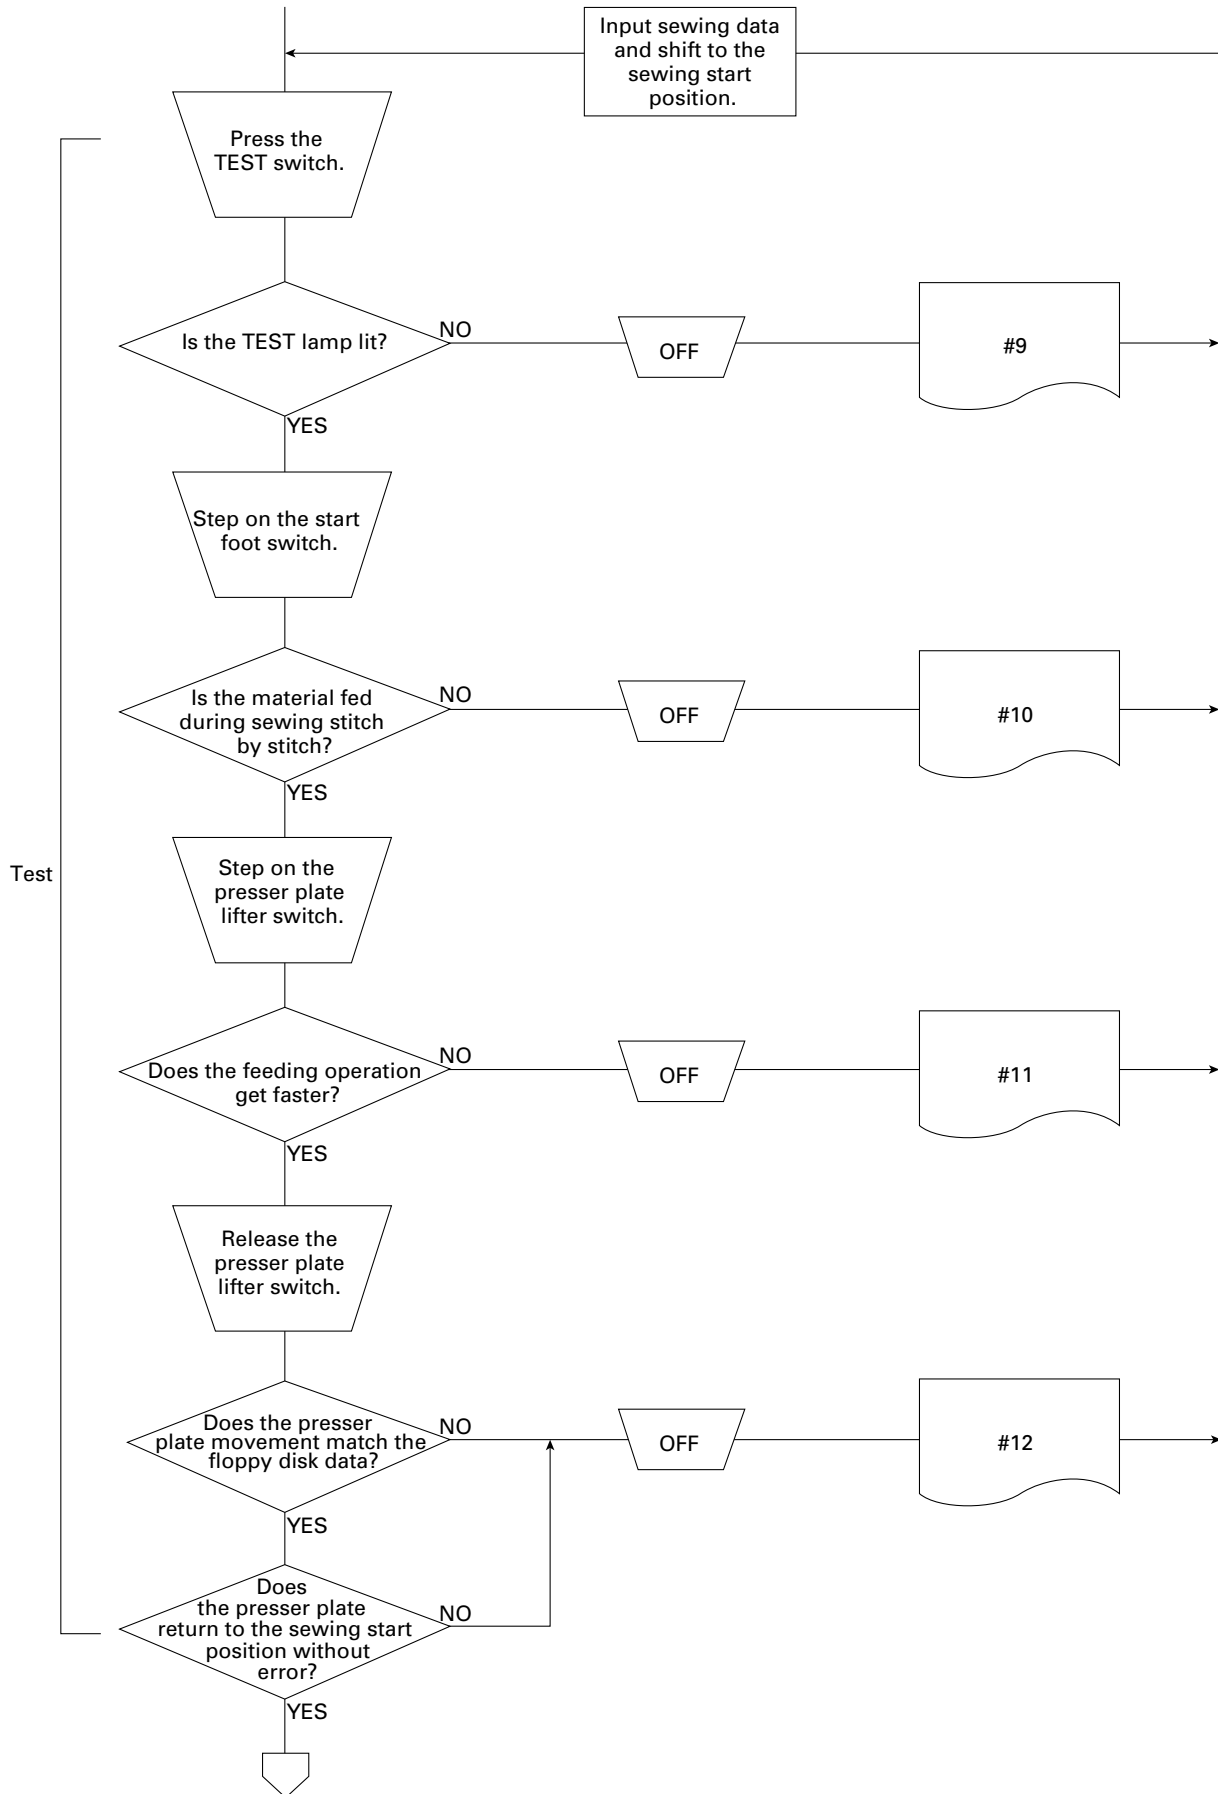 Input sewing data
and shift to the
sewing start
position.
Press the
TEST switch.
Is the TEST lamp lit?
NO
OFF
#9
YES
Step on the start
foot switch.
Is the material fed
during sewing stitch
by stitch?
NO
OFF
#10
YES
Test
Step on the
presser plate
lifter switch.
Does the feeding operation
get faster?
NO
OFF
#11
YES
Release the
presser plate
lifter switch.
Does the presser
plate movement match the
floppy disk data?
NO
OFF
#12
YES
Does
the presser plate
return to the sewing start
position without
error?
NO
YES